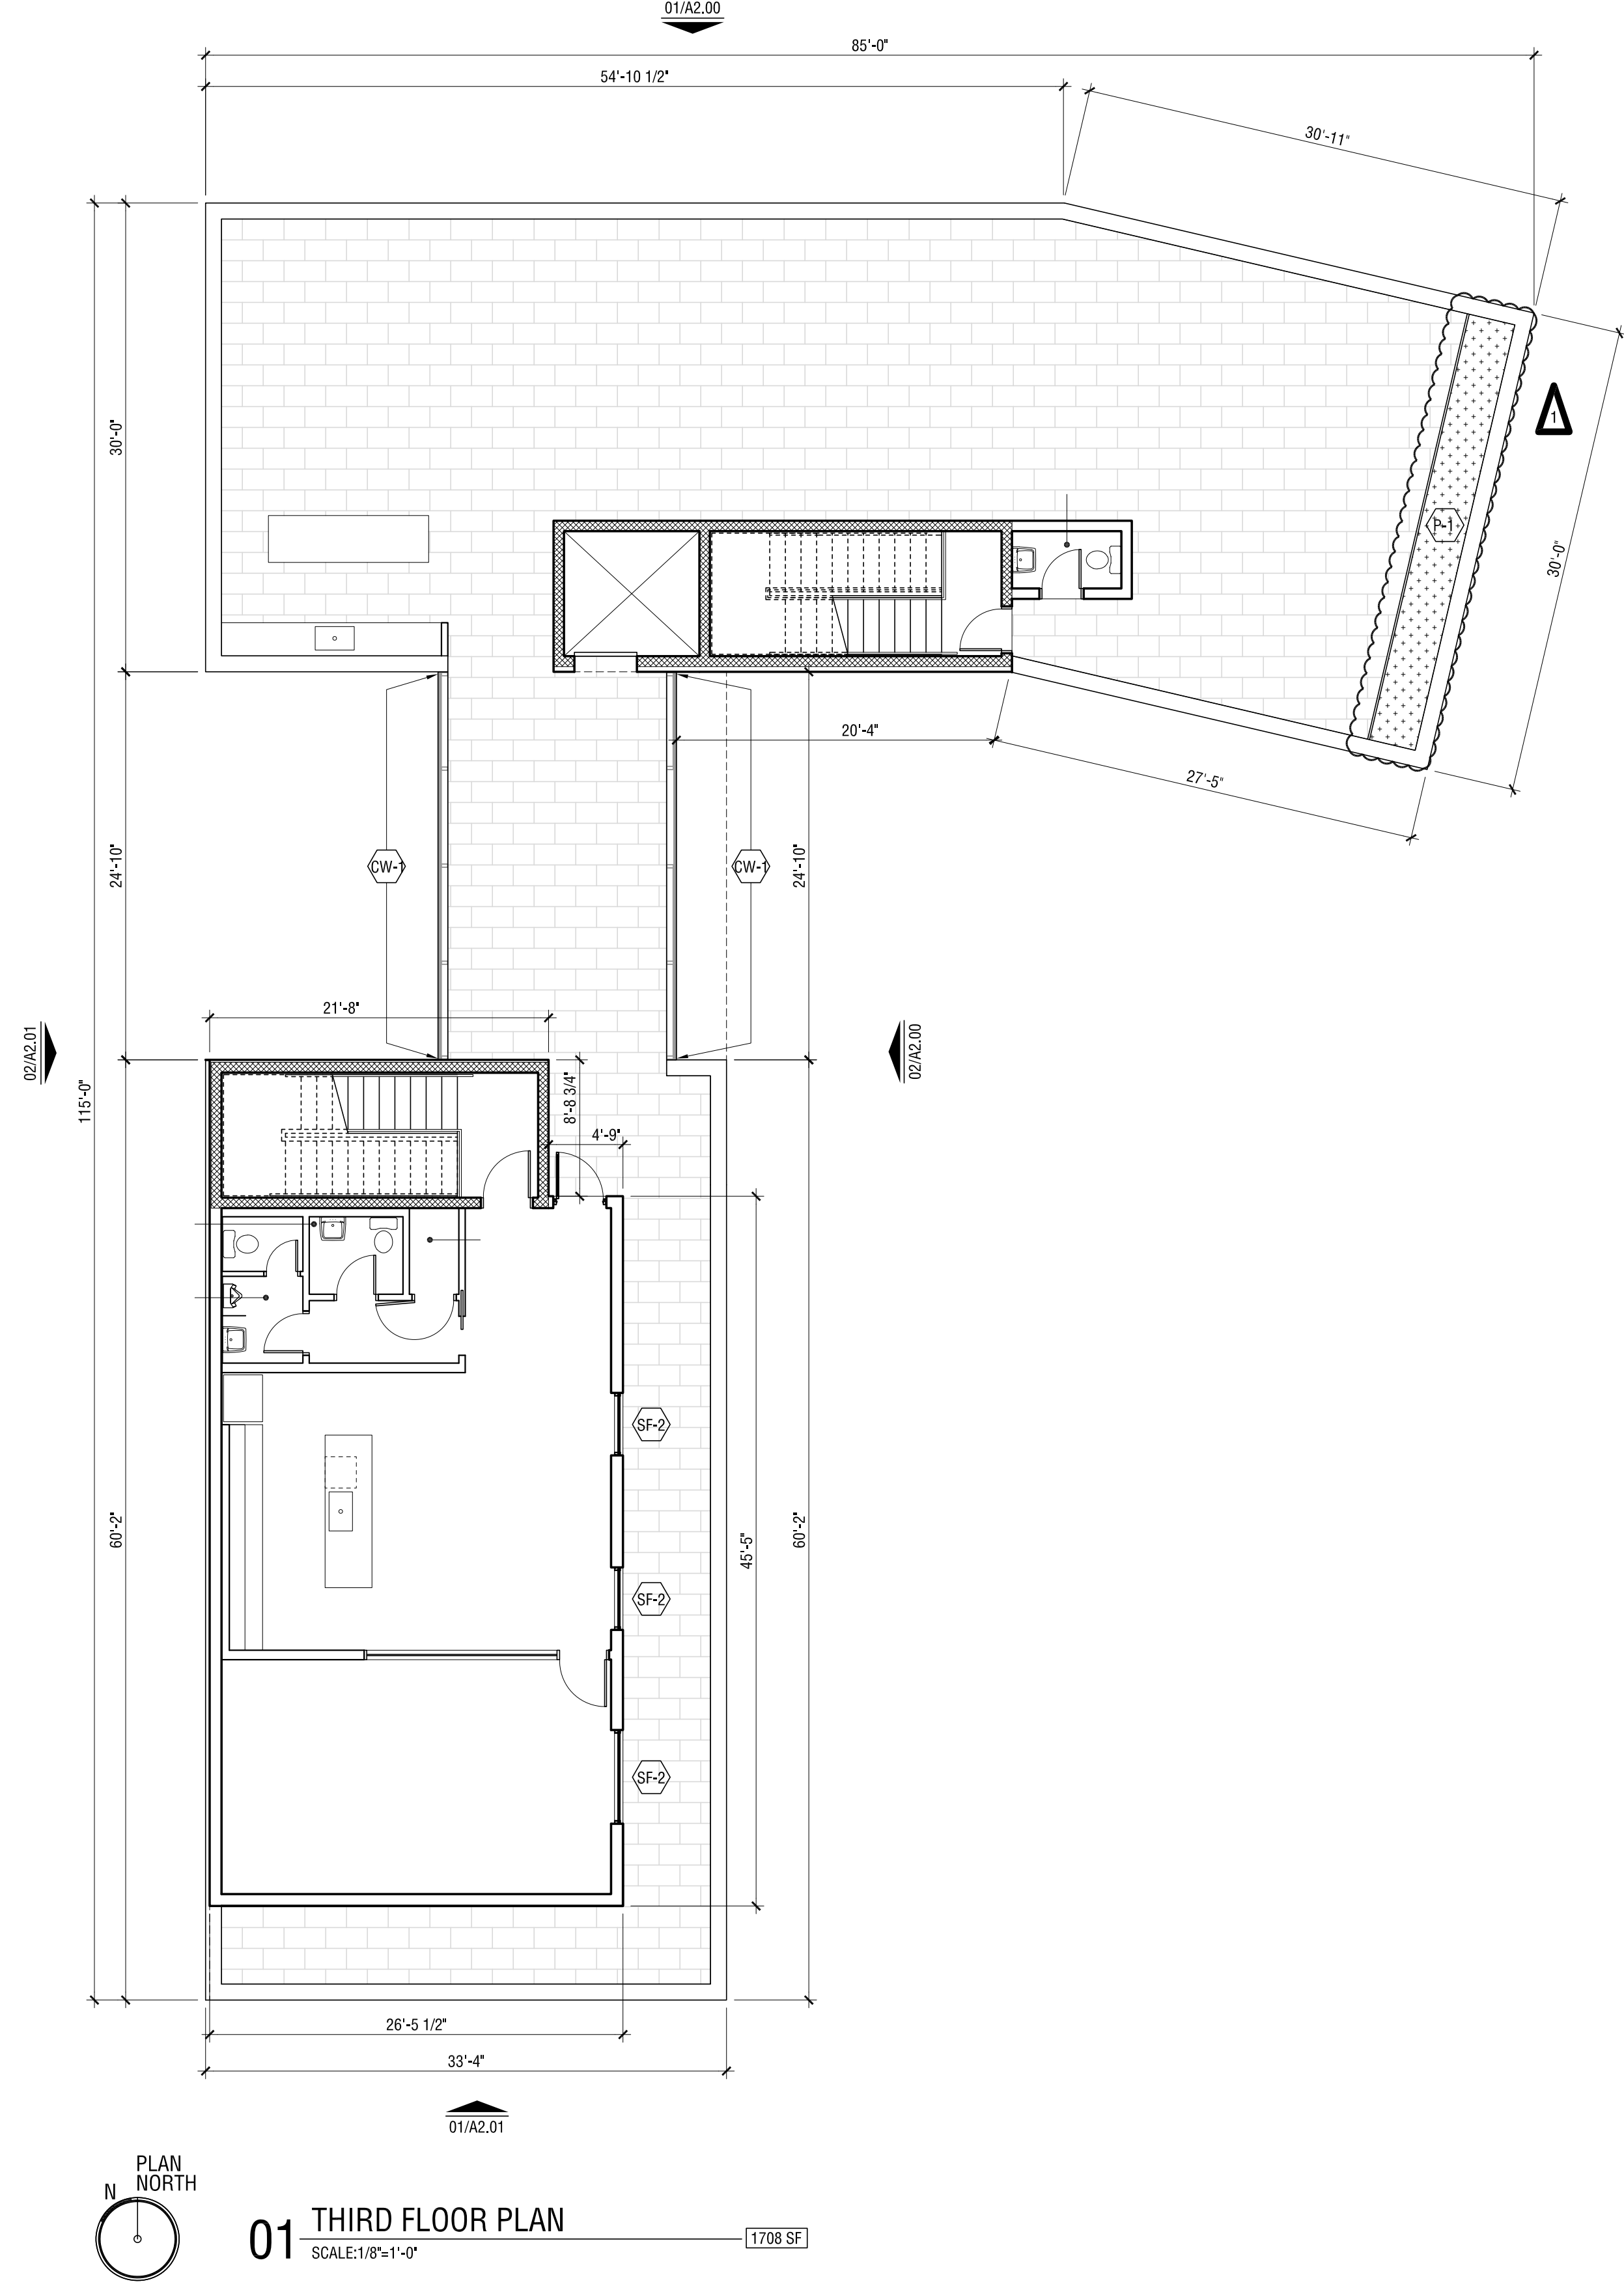 01/A2.00
85'-0"
54'-10 1/2"
30'-11"
30'-0"
1
P-1
30'-0"
20'-4"
27'-5"
24'-10"
CW-1
CW-1
24'-10"
21'-8"
02/A2.01
02/A2.00
115'-0"
8'-8 3/4"
4'-9"
SF-2
60'-2"
45'-5"
60'-2"
SF-2
SF-2
26'-5 1/2"
33'-4"
01/A2.01
PLAN
NORTH
N
01
THIRD FLOOR PLAN
1708 SF
SCALE:1/8"=1'-0"